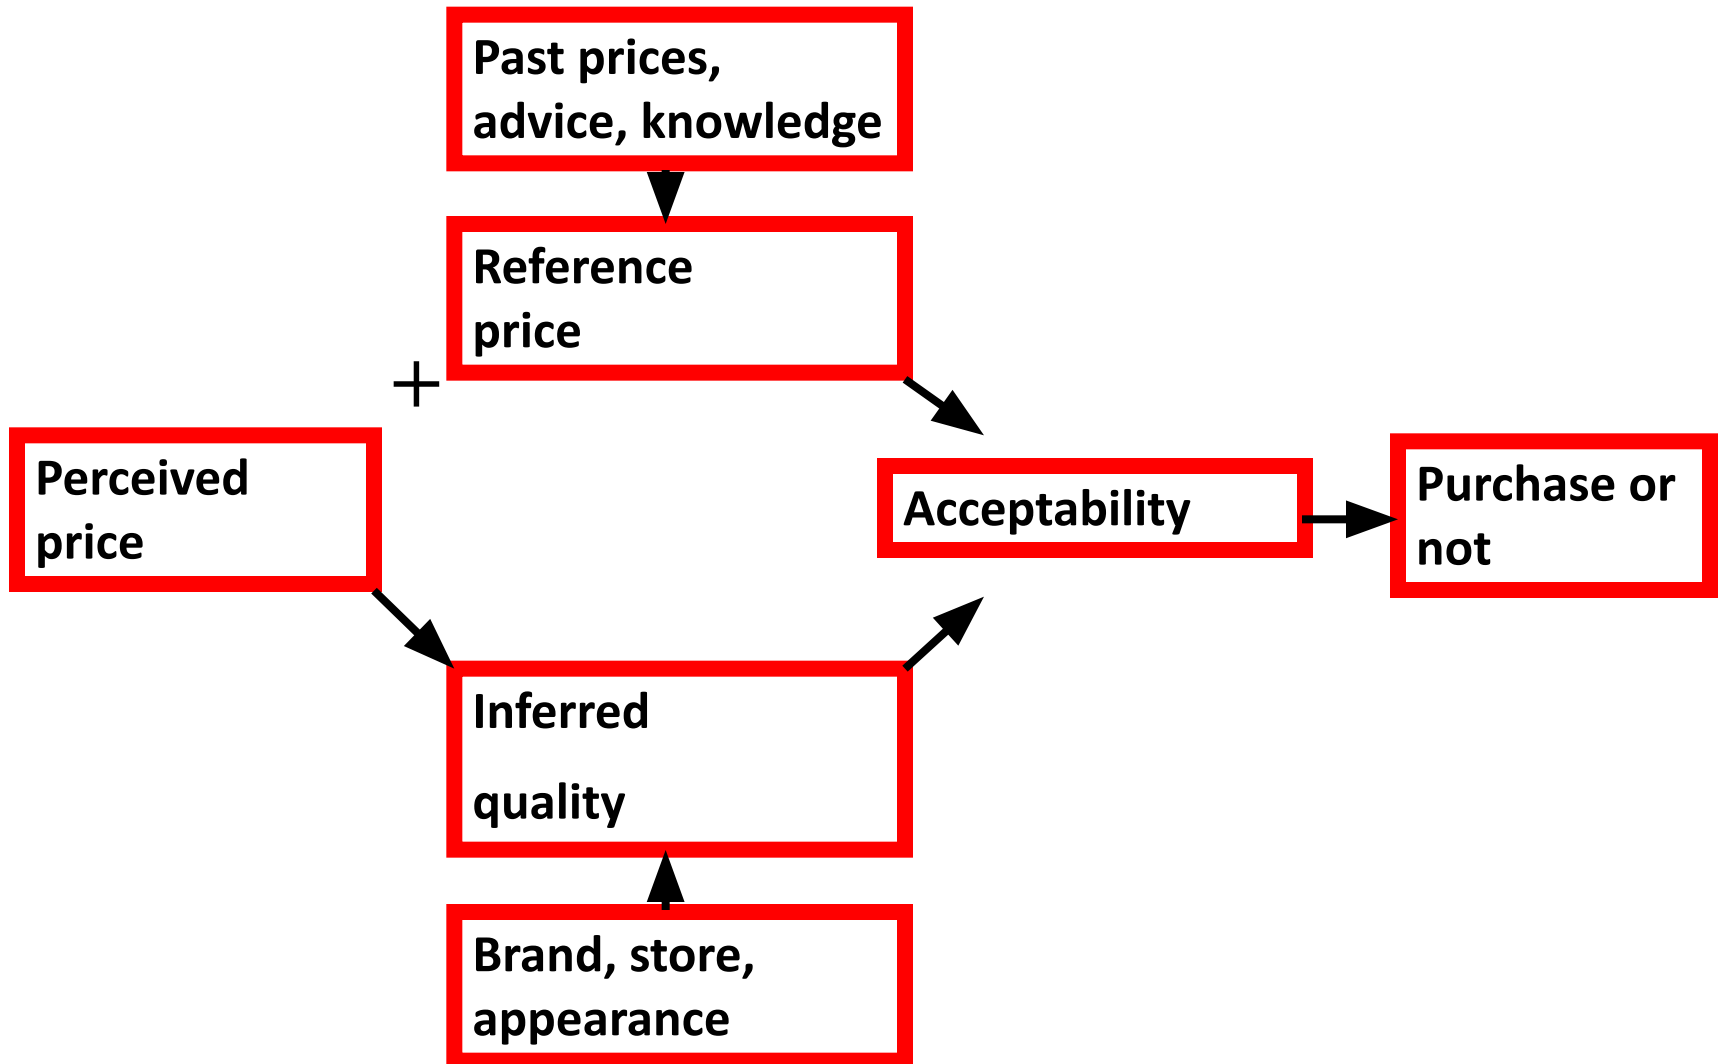 Past prices,
advice, knowledge
Reference
price
+
Perceived
price
Acceptability
Purchase or
not
Inferred
quality
Brand, store,
appearance